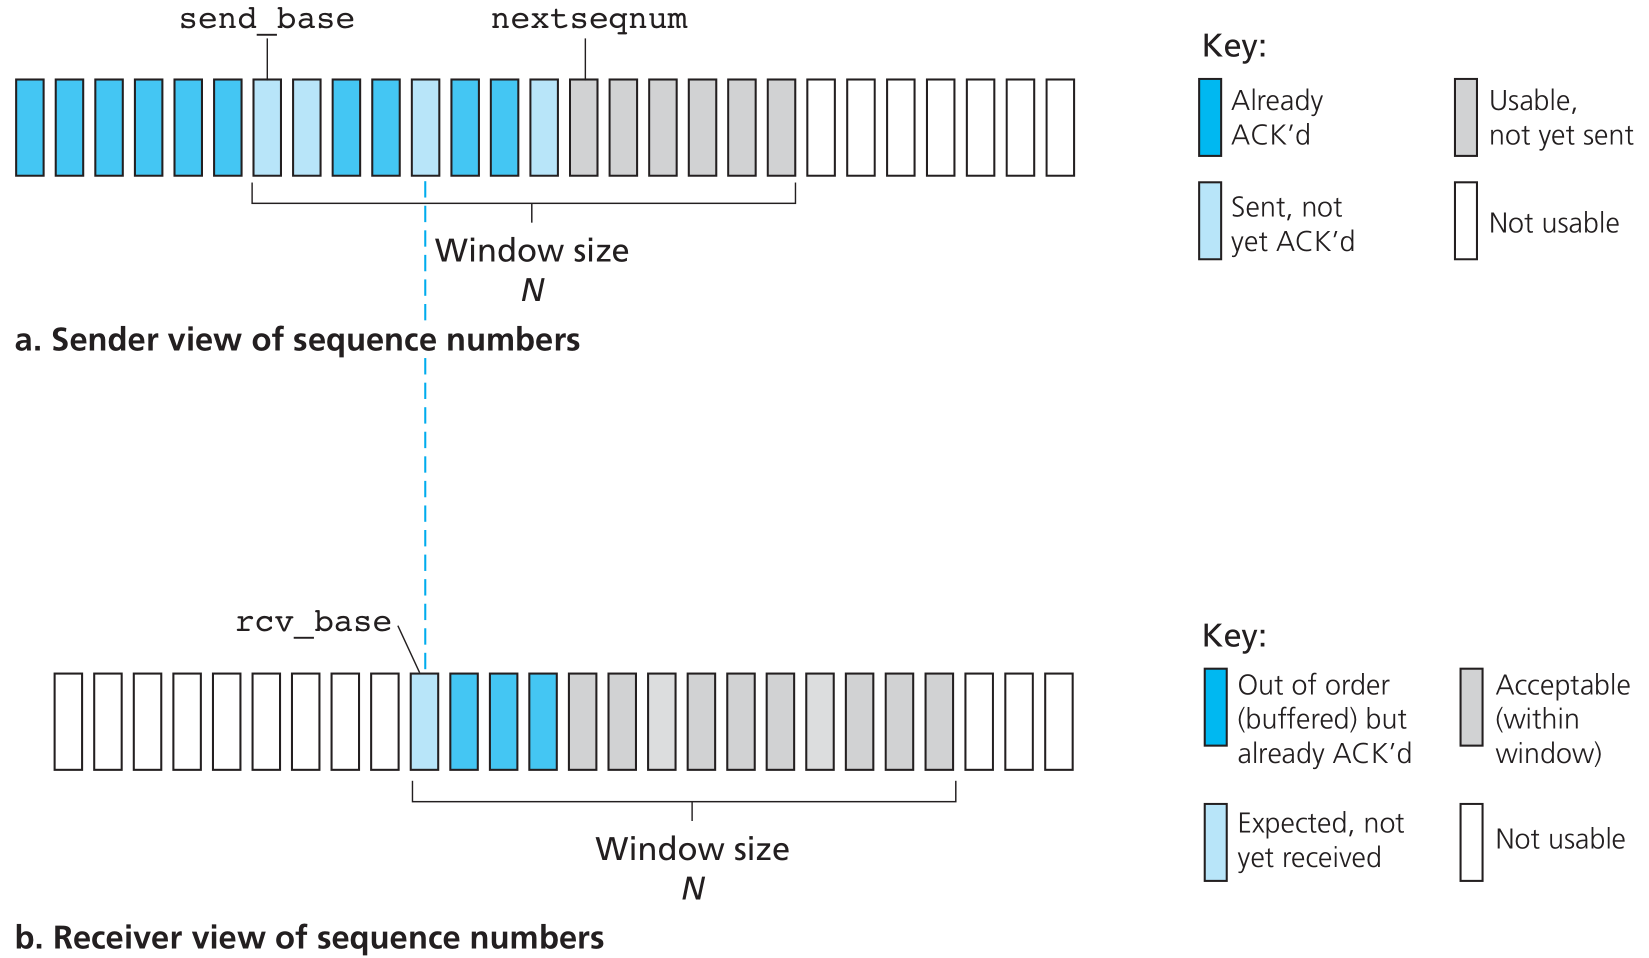 send_base
nextseqnum
Key:
Already
ACK’d
Usable,
not yet sent
Sent, not
yet ACK’d
Not usable
Window size
N
a. Sender view of sequence numbers
rcv_base
Key:
Out of order
(buffered) but
already ACK’d
Acceptable
(within
window)
Expected, not
yet received
Not usable
Window size
N
b. Receiver view of sequence numbers